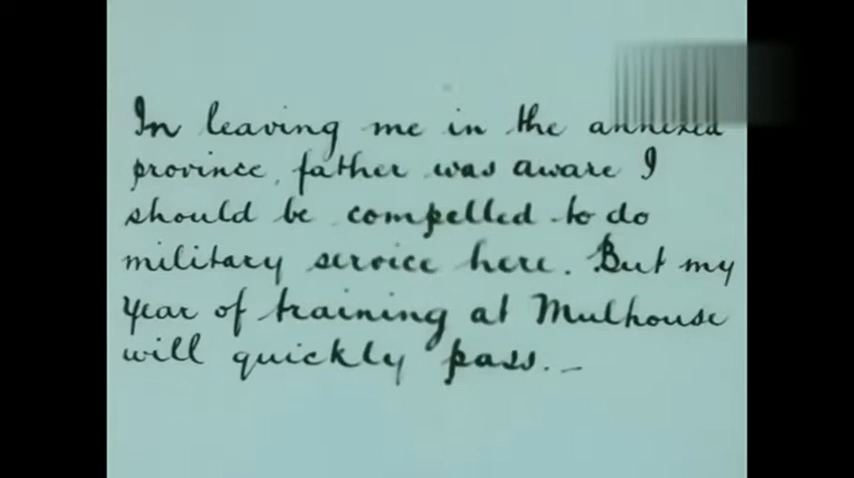 In leaving me in the annexed
province, father was aware I
should be compelled to do
military service here. But my
year of training at Mulhouse
will quickly pass. -